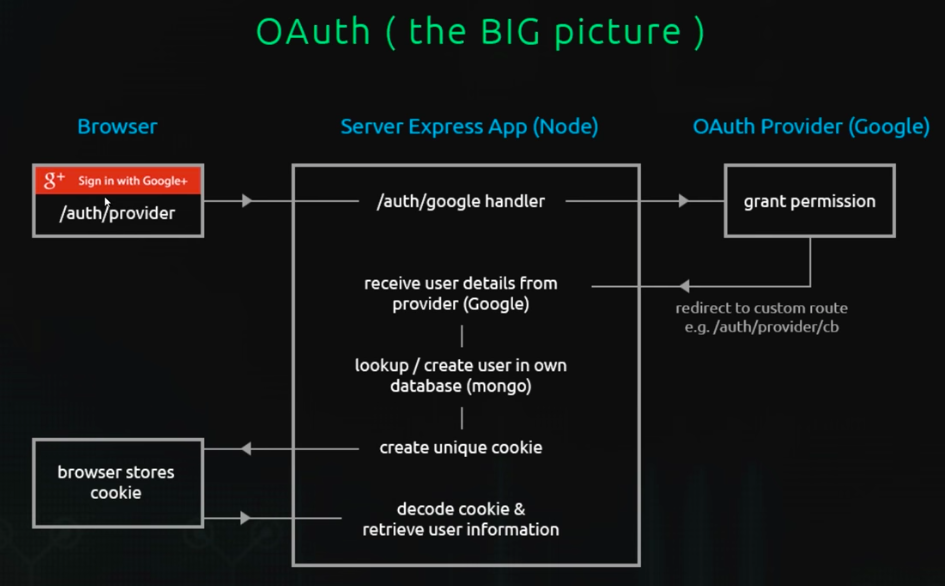 OAuth ( the BIG picture )
Browser
Server Express App (Node)
OAuth Provider (Google)
g+ Sign in with Google+
/auth/provider
/auth/google handler
grant permission
receive user details from
provider (Google)
redirect to custom route
e.g. /auth/provider/cb
lookup / create user in own
database (mongo)
create unique cookie
browser stores
cookie
decode cookie &
retrieve user information